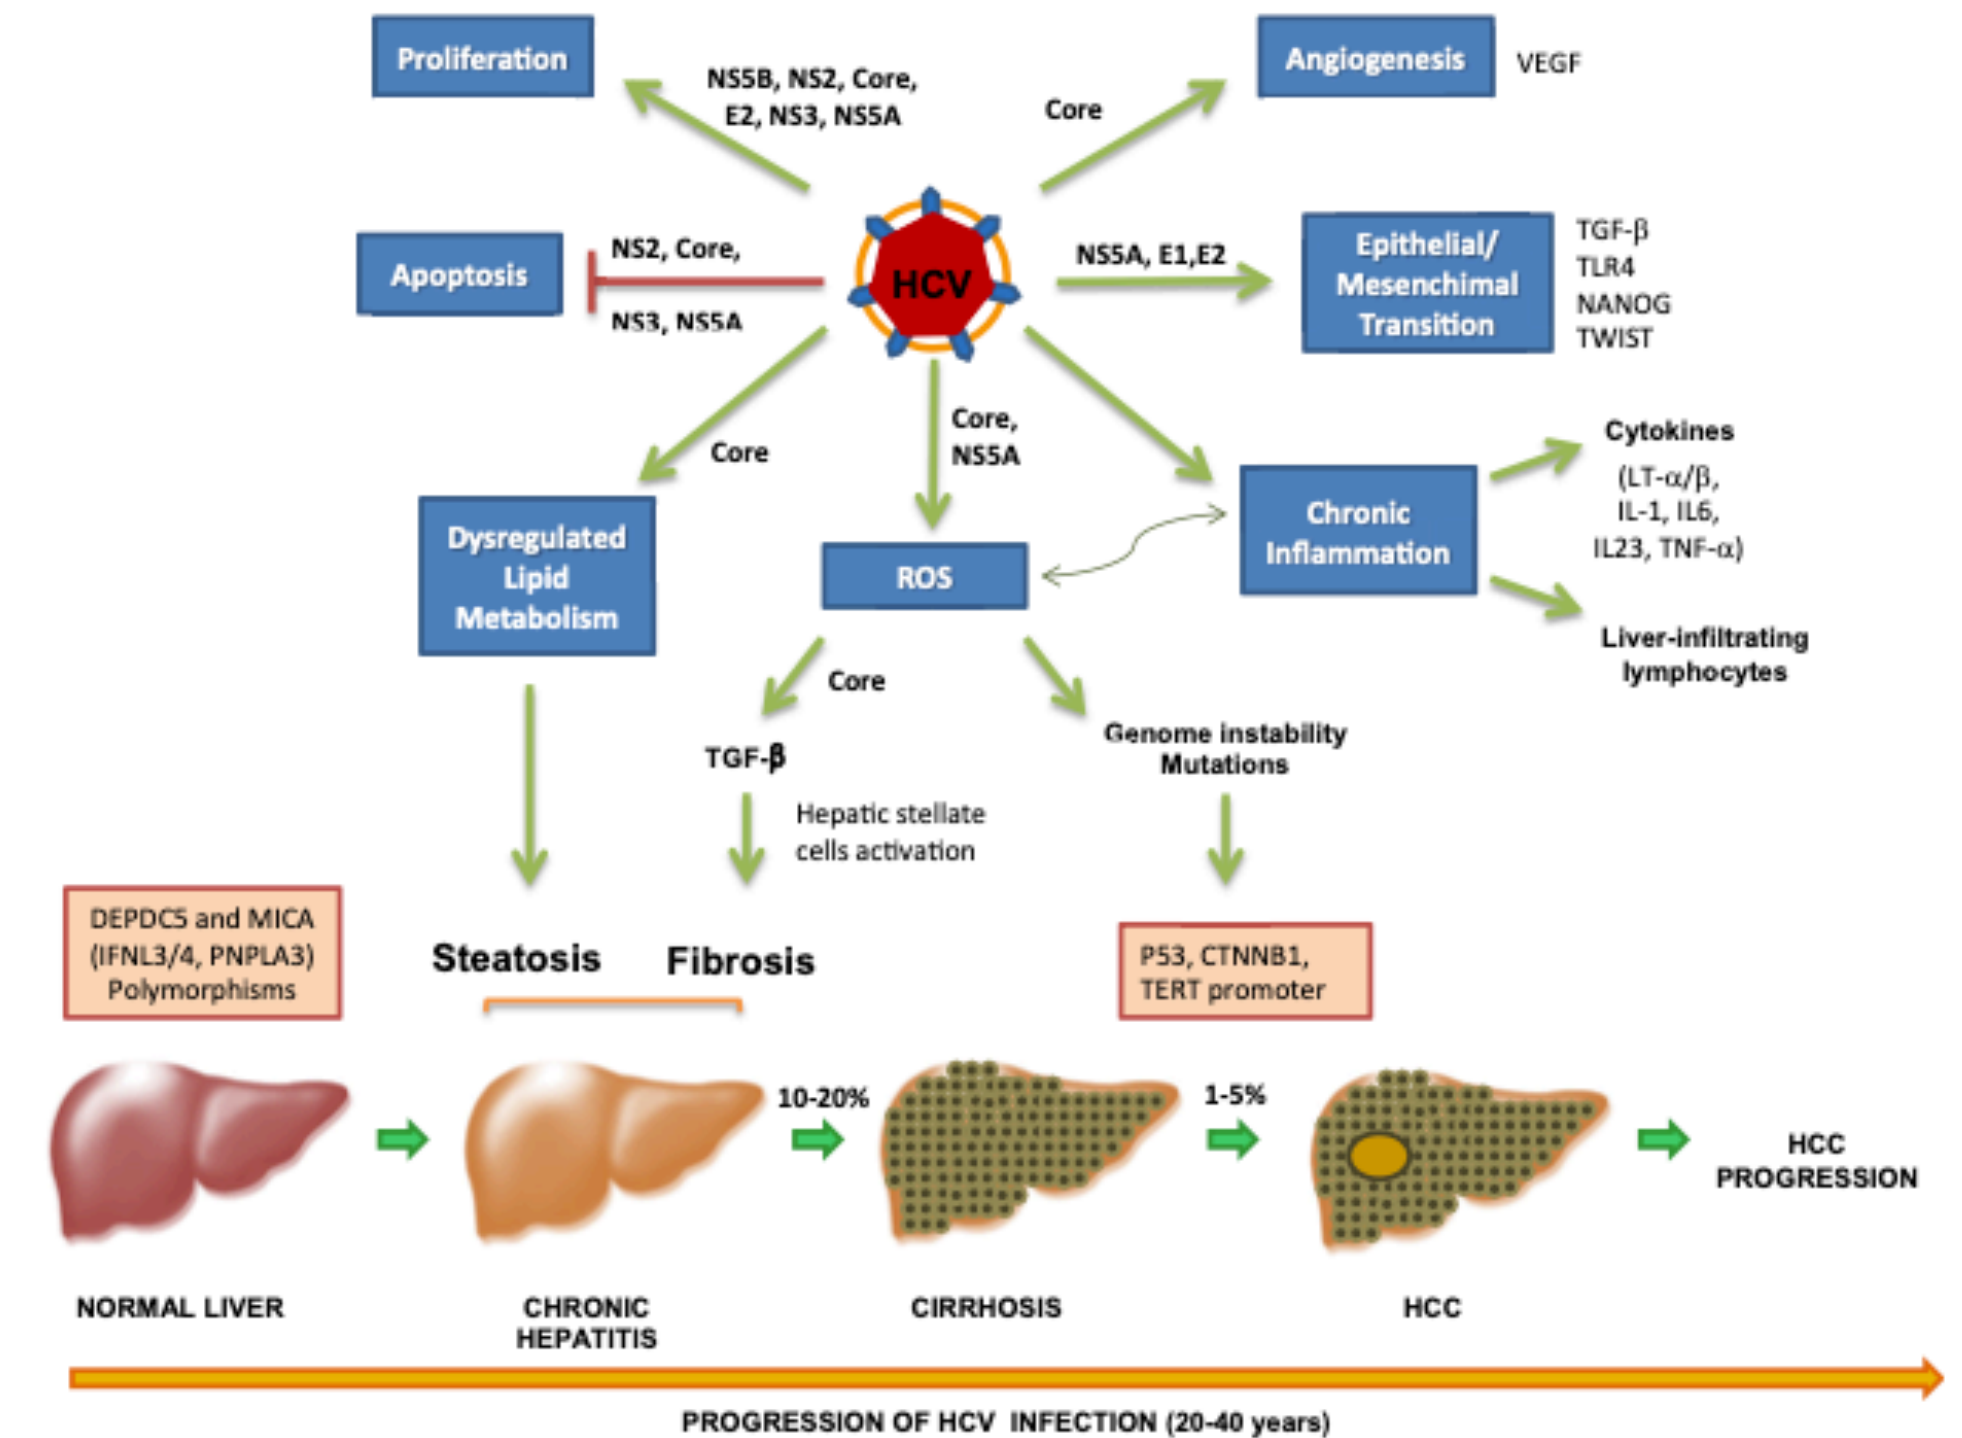 Proliferation
NS5B, NS2, Core,
E2, NS3, NS5A
Core
Angiogenesis
VEGF
Apoptosis
NS2, Core,
NS3, NS5A
HCV
NS5A, E1,E2
Epithelial/
Mesenchimal
Transition
TGF-β
TLR4
NANOG
TWIST
Core
Core,
NS5A
Dysregulated
Lipid
Metabolism
ROS
Chronic
Inflammation
Cytokines
(LT-α/β,
IL-1, IL6,
IL23, TNF-α)
Liver-infiltrating
lymphocytes
Core
TGF-β
Hepatic stellate
cells activation
Genome instability
Mutations
DEPDC5 and MICA
(IFNL3/4, PNPLA3)
Polymorphisms
Steatosis
Fibrosis
P53, CTNNB1,
TERT promoter
10-20%
1-5%
HCC
PROGRESSION
NORMAL LIVER
CHRONIC
HEPATITIS
CIRRHOSIS
HCC
PROGRESSION OF HCV INFECTION (20-40 years)